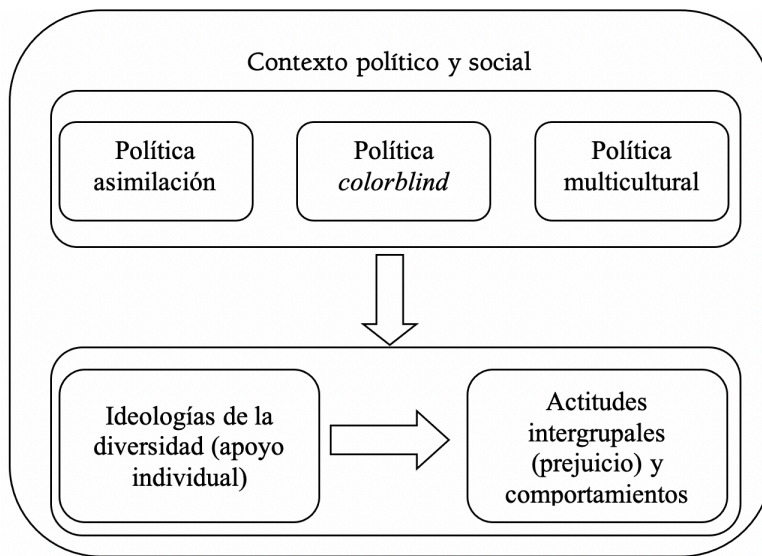 Contexto político y social
Política
asimilación
Política
colorblind
Política
multicultural
Ideologías de la
diversidad (apoyo
individual)
Actitudes
intergrupales
(prejuicio) y
comportamientos